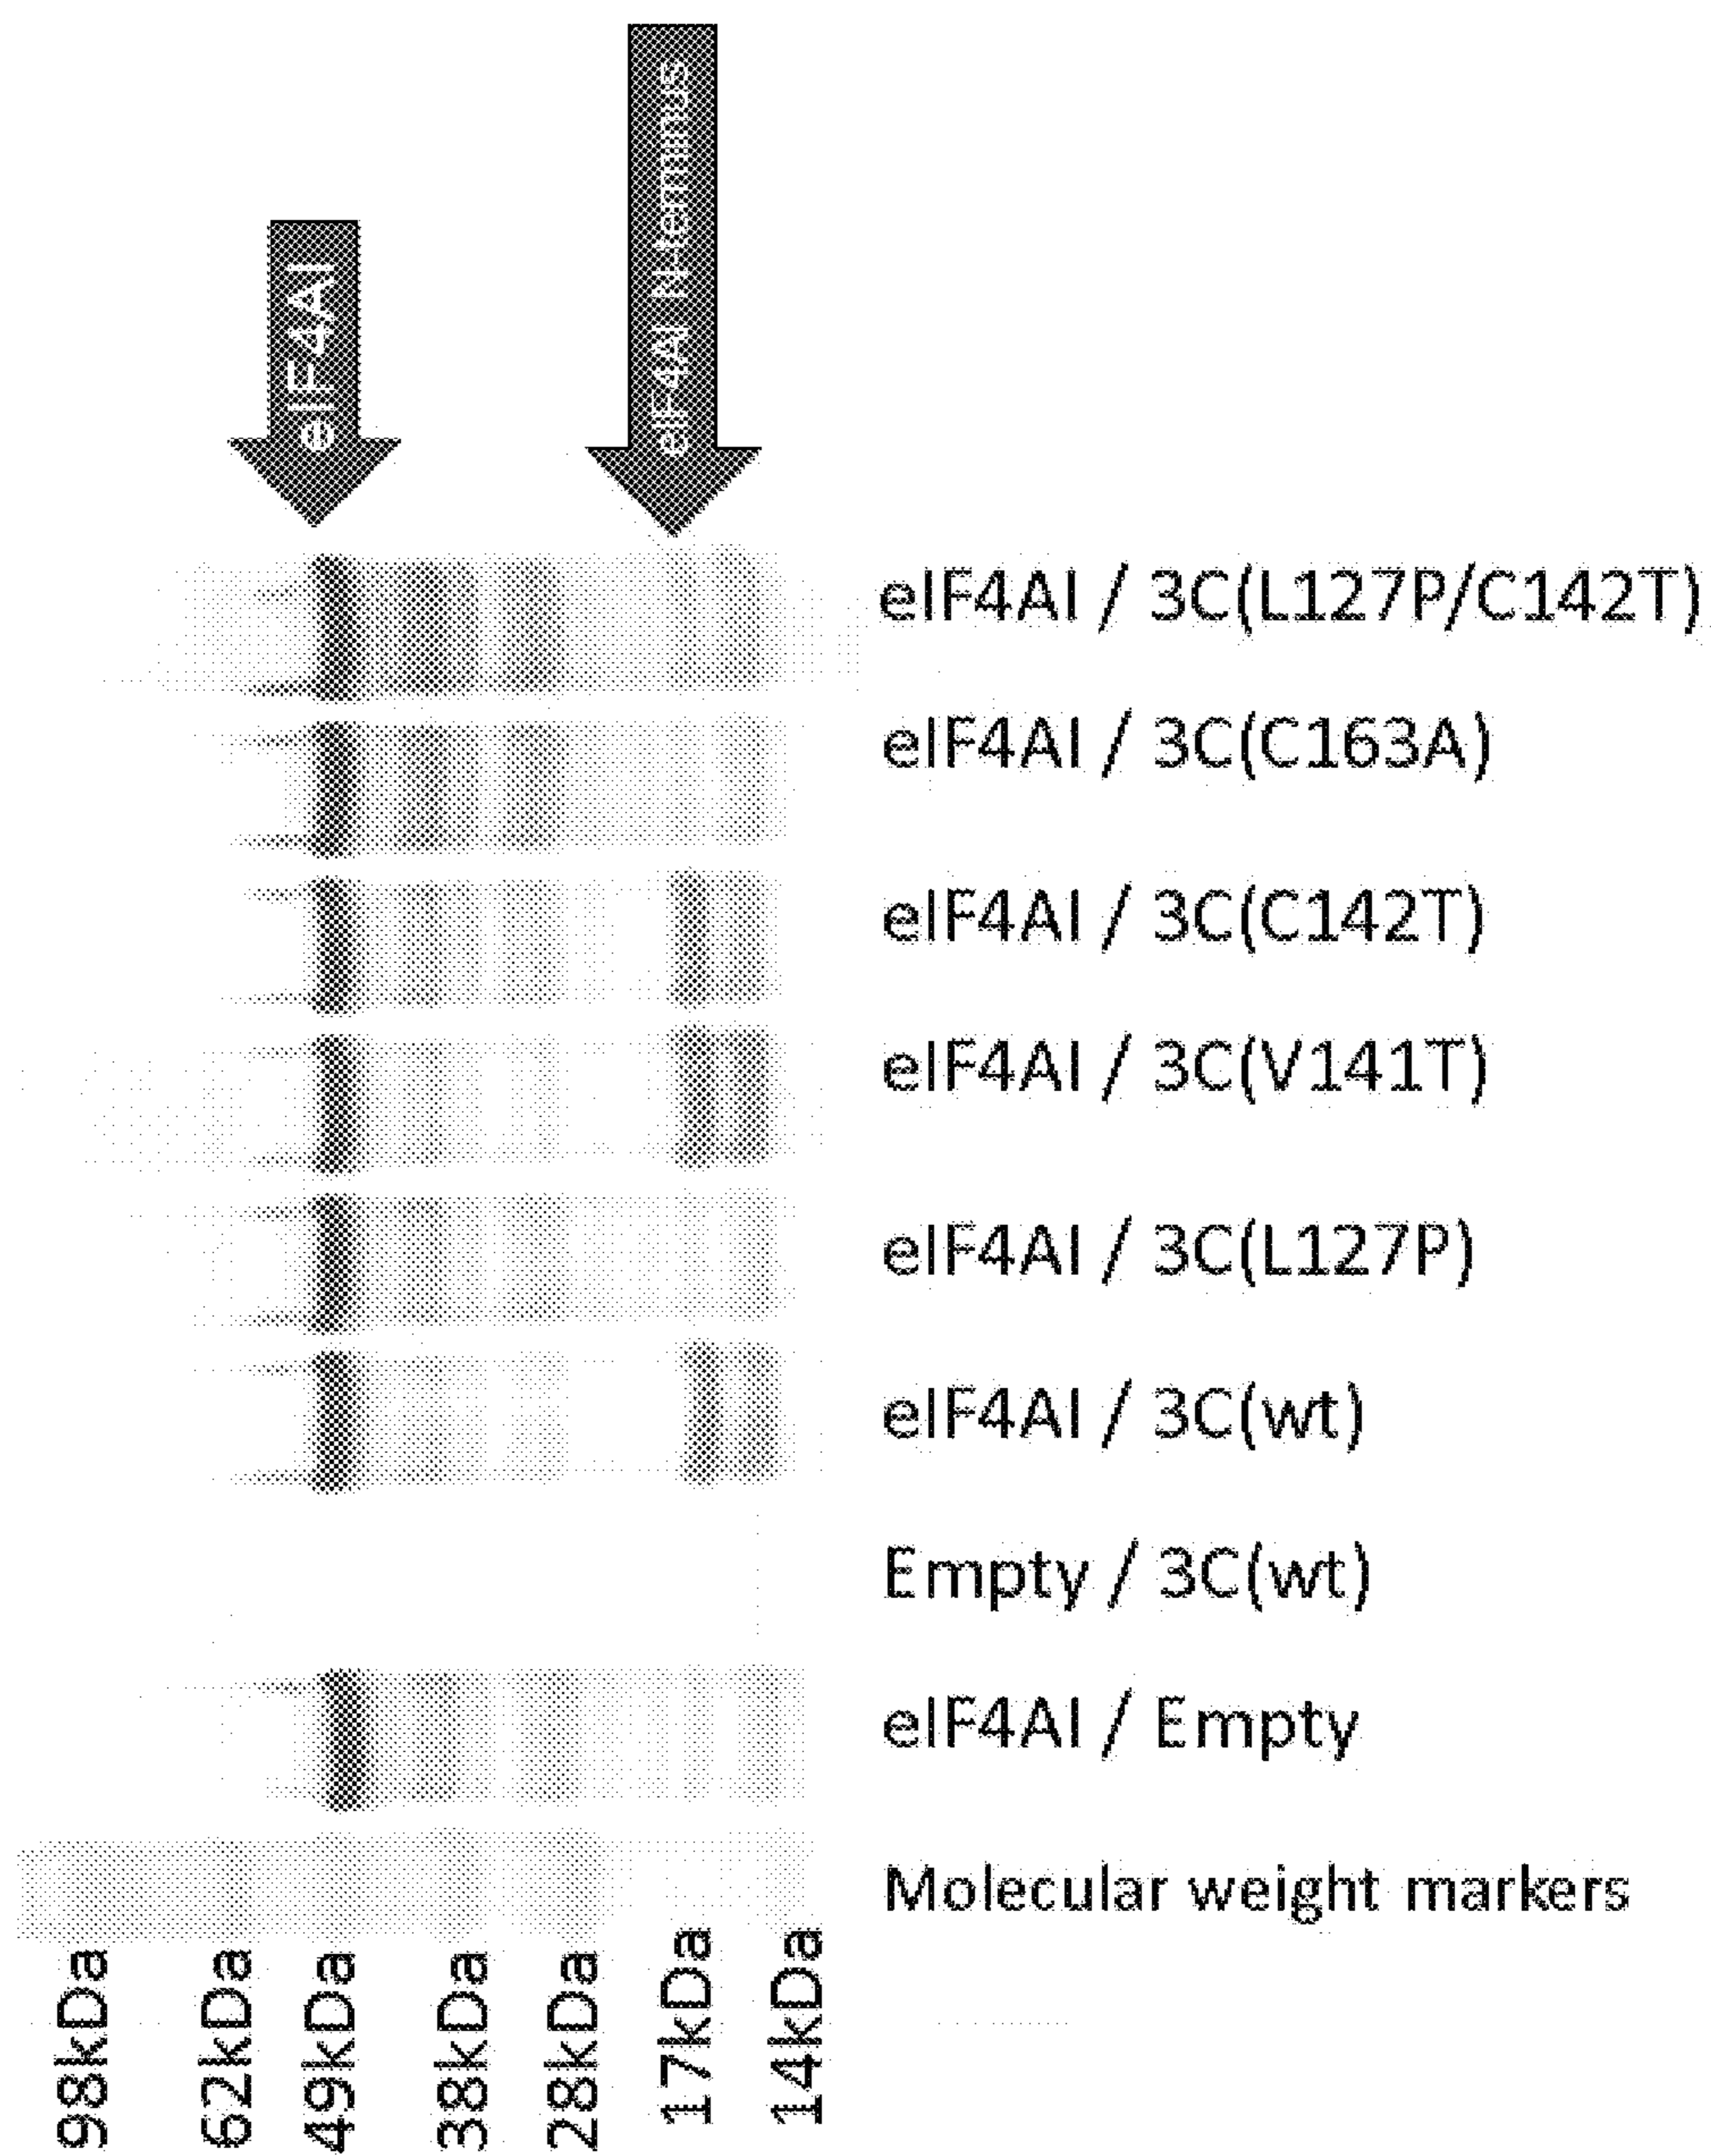 eIF4AI
eIF4AI N-terminus
eIF4AI / 3C(L127P/C142T)
eIF4AI / 3C(C163A)
eIF4AI / 3C(C142T)
eIF4AI / 3C(V141T)
eIF4AI / 3C(L127P)
eIF4AI / 3C(wt)
Empty / 3C(wt)
eIF4AI / Empty
Molecular weight markers
98kDa
62kDa
49kDa
38kDa
28kDa
17kDa
14kDa